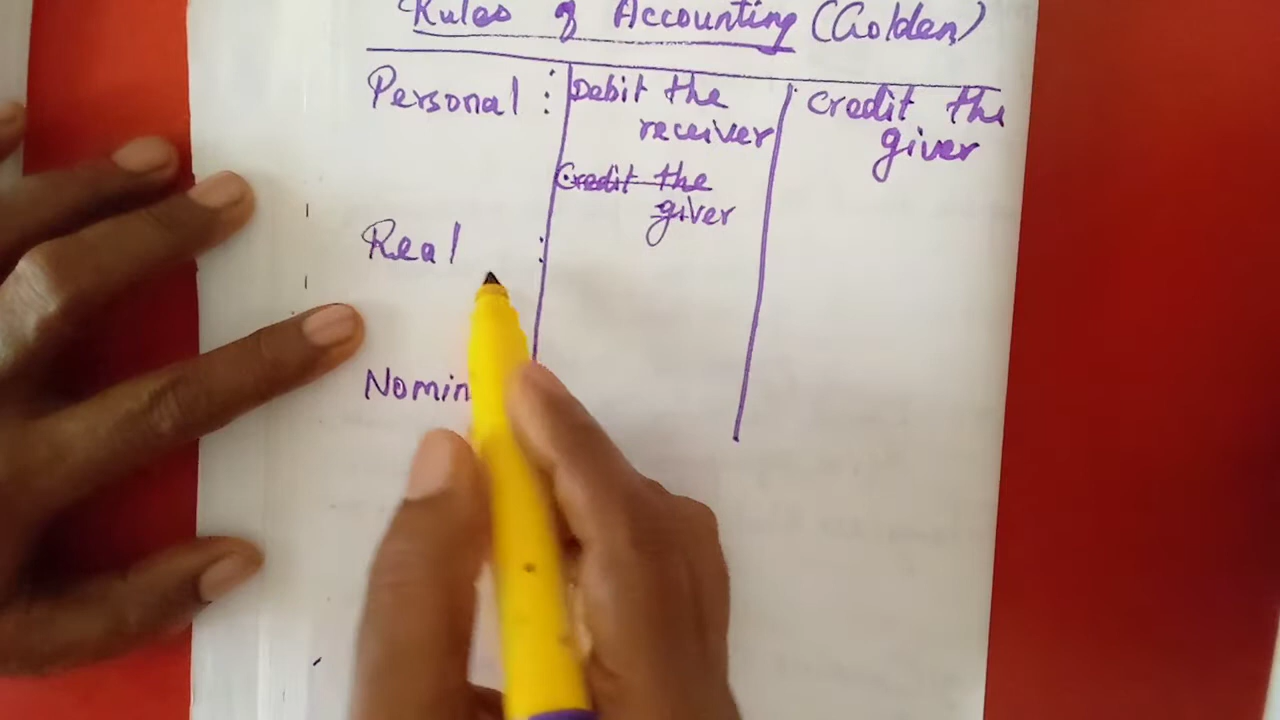 Rules of Accounting (Golden)
Personal : Debit the Credit the
receiver giver
Credit the
giver
Real :
Nomin